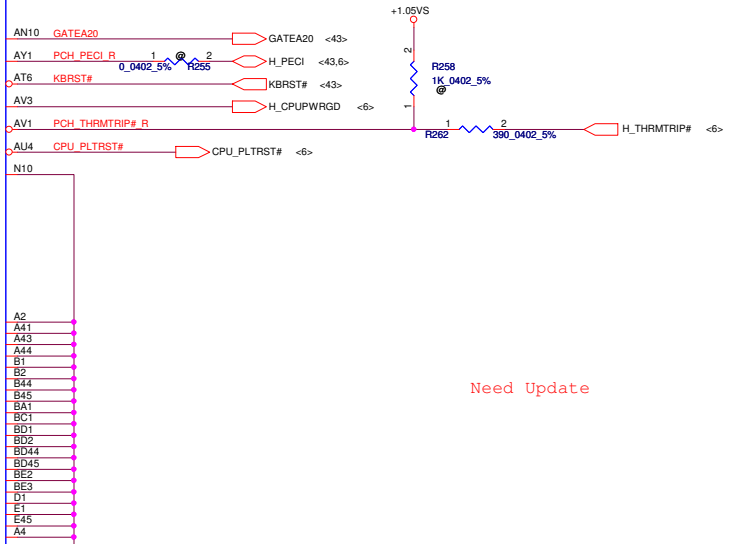 +1.05VS
AN10 GATEA20 GATEA20 <43>
AY1 PCH_PECI_R 1 @ 2 H_PECI <43,6>
0_0402_5% R255
AT6 KBRST# KBRST# <43>
2
R258
1K_0402_5%
@
1
AV3 H_CPUPWRGD <6>
AV1 PCH_THRMTRIP#_R 1 2 H_THRMTRIP# <6>
R262 390_0402_5%
AU4 CPU_PLTRST# CPU_PLTRST# <6>
N10
A2
A41
A43
A44
B1
B2
B44
B45
BA1
BC1
BD1
BD2
BD44
BD45
BE2
BE3
D1
E1
E45
A4
Need Update